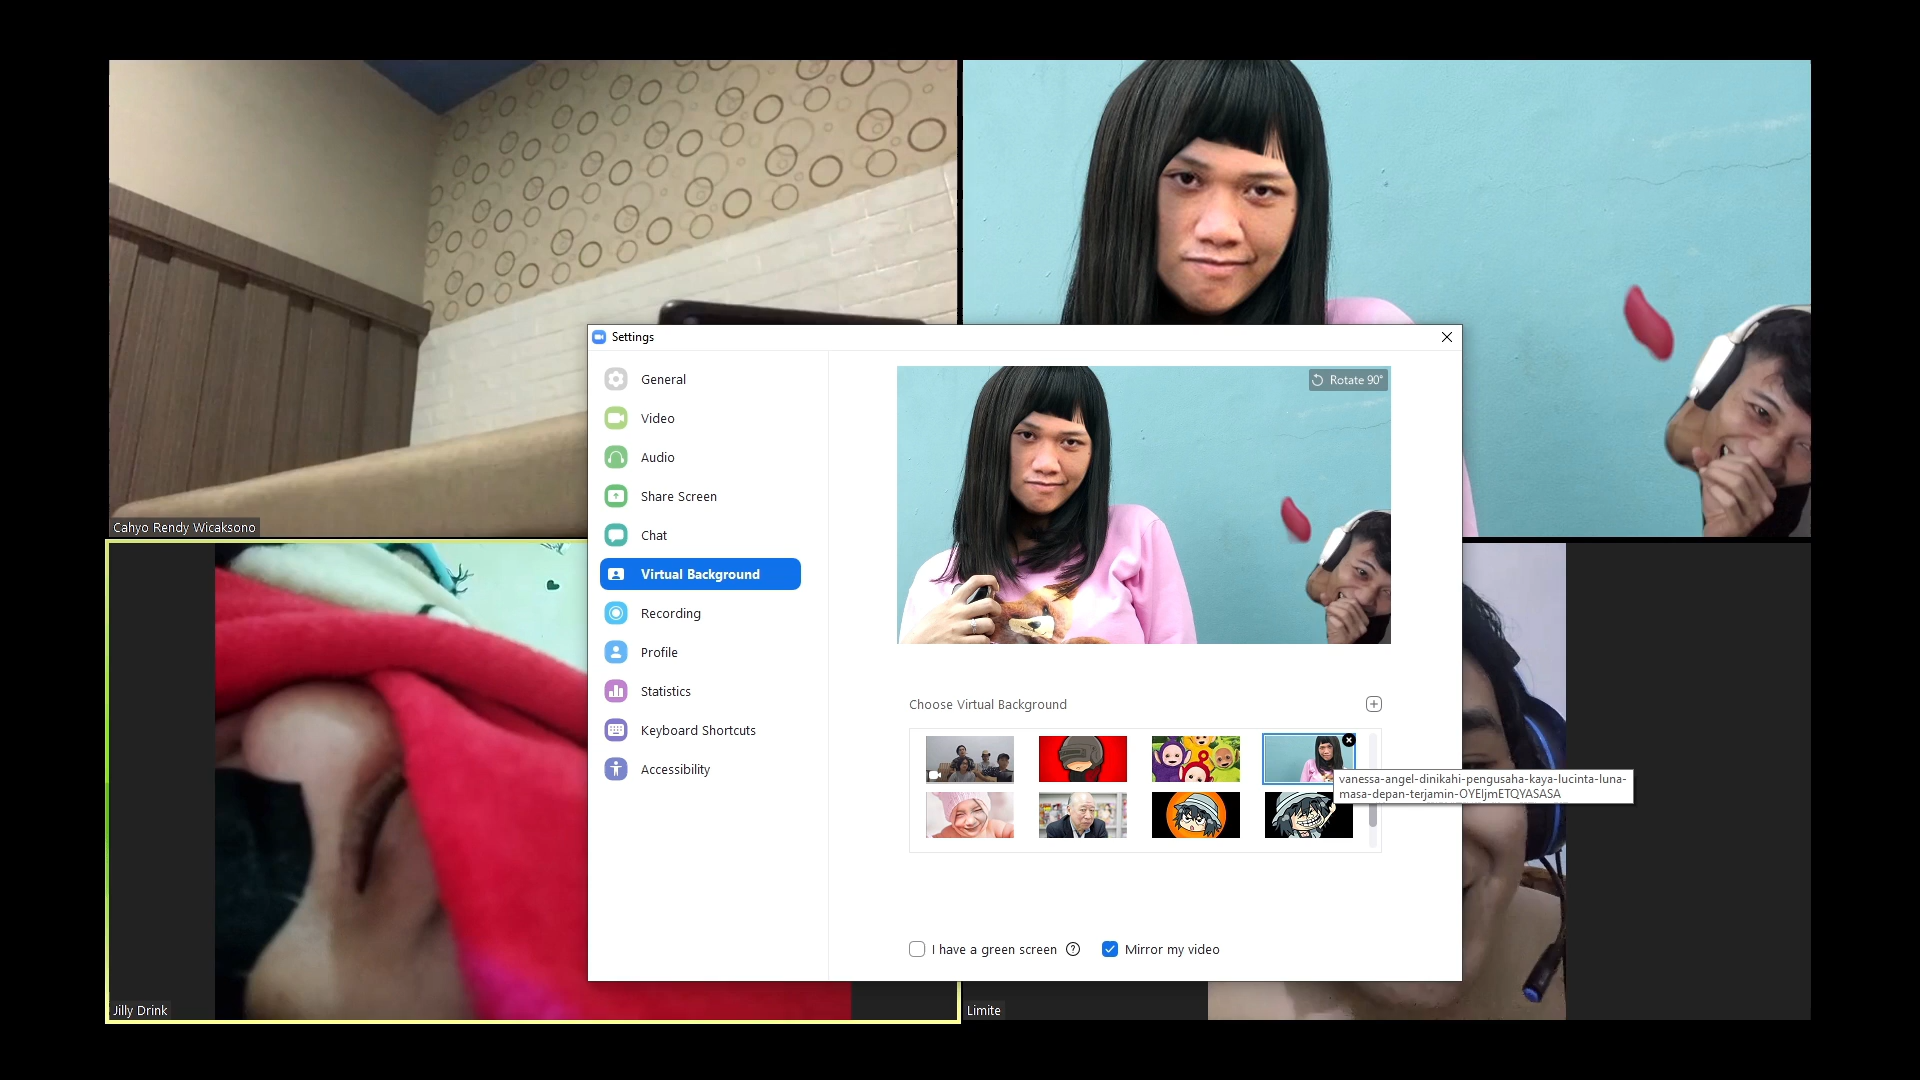 Cahyo Rendy Wicaksono
Settings
General
Video
Audio
Share Screen
Chat
Virtual Background
Recording
Profile
Statistics
Keyboard Shortcuts
Accessibility
Rotate 90°
Choose Virtual Background
vanessa-angel-dinikahi-pengusaha-kaya-lucinta-luna-
masa-depan-terjamin-OYEIjmETQYASASA
I have a green screen
Mirror my video
Jilly Drink
Limite